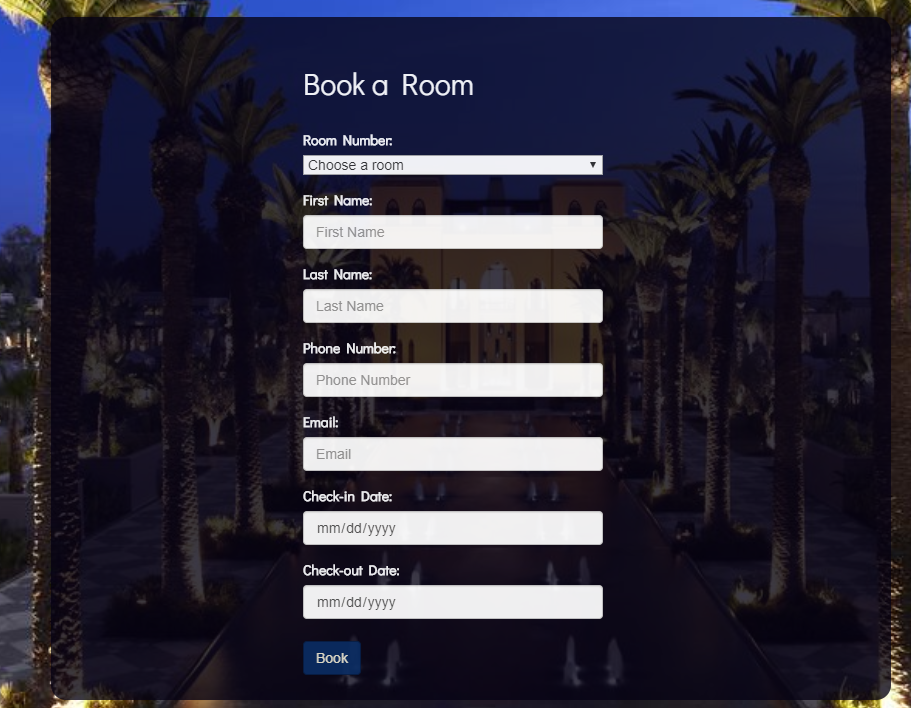 Book a Room
Room Number:
Choose a room
First Name:
First Name
Last Name:
Last Name
Phone Number:
Phone Number
Email:
Email
Check-in Date:
mm/dd/yyyy
Check-out Date:
mm/dd/yyyy
Book